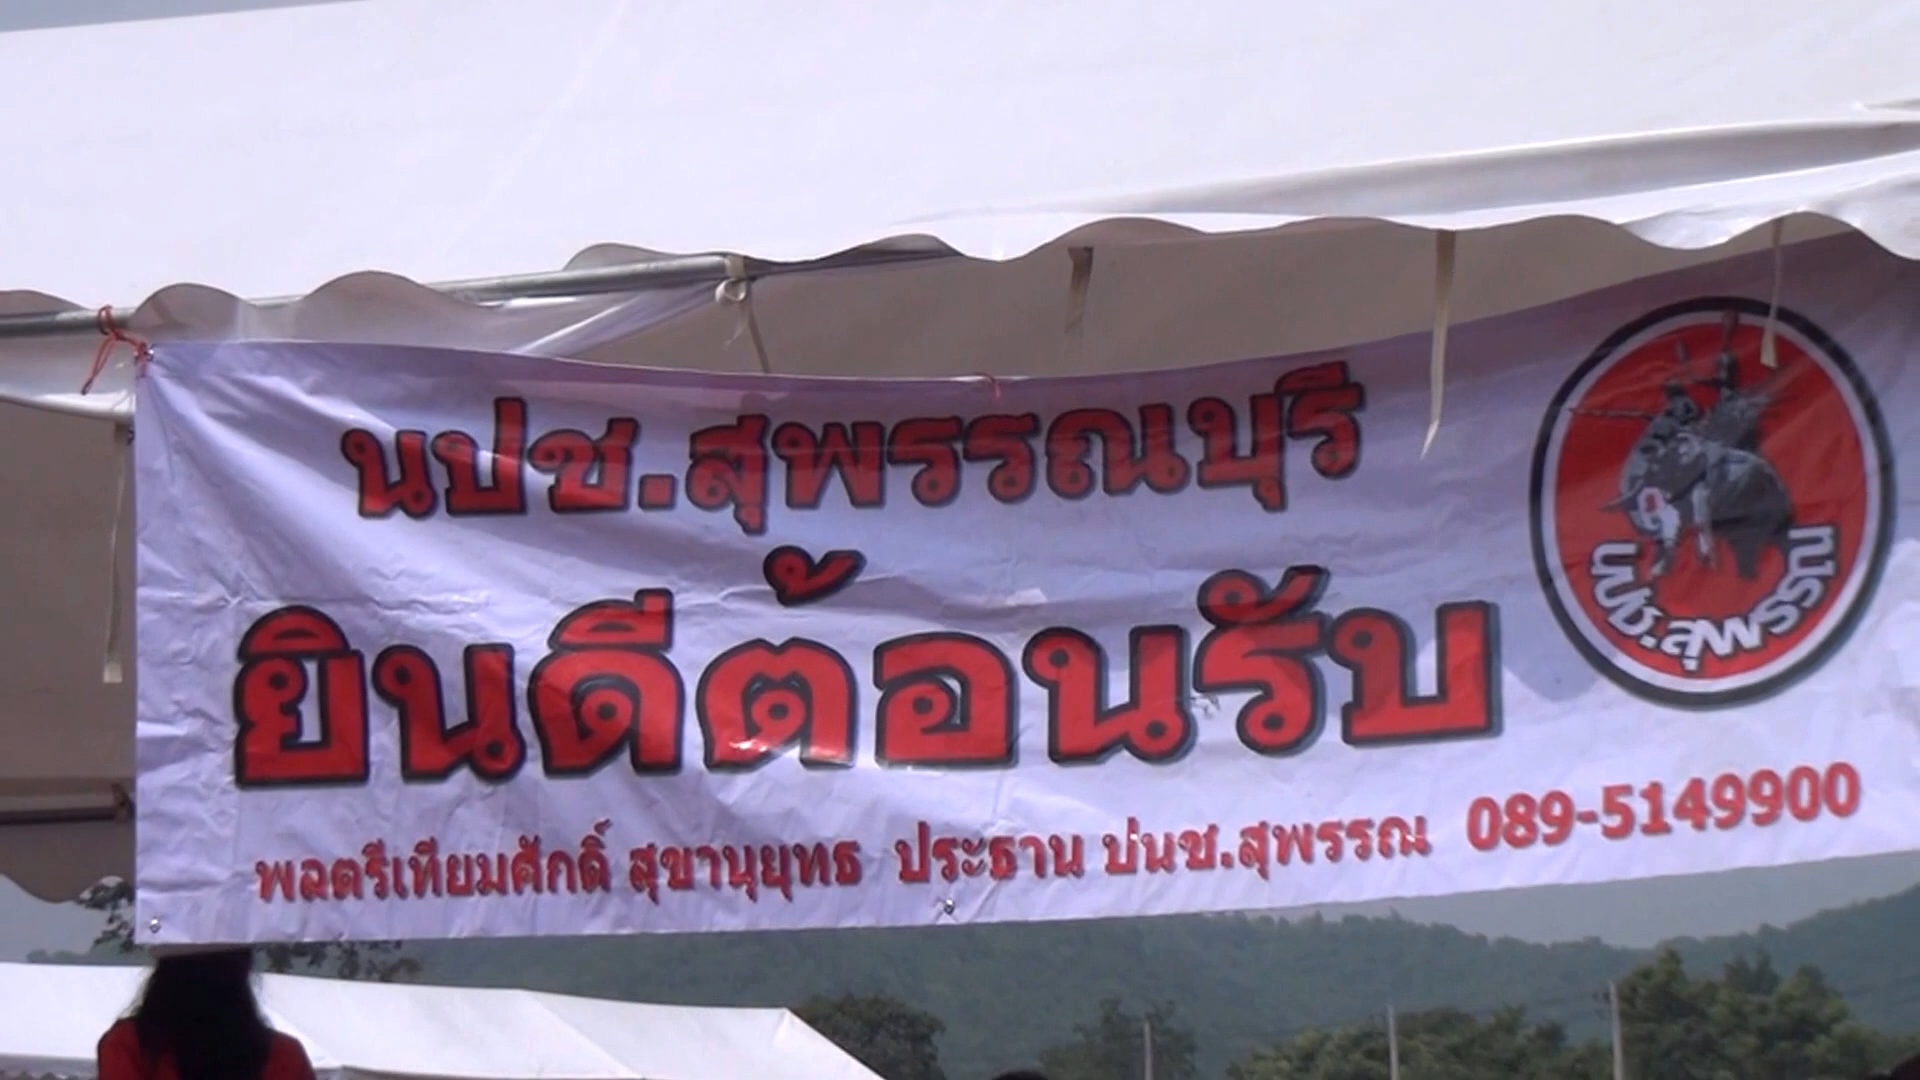 นปช.สุพรรณบุรี
ยินดีต้อนรับ
พลตรีเทียมศักดิ์ สุขานุยุทธ ประธาน นปช.สุพรรณ 089-5149900
นปช.สุพรรณ